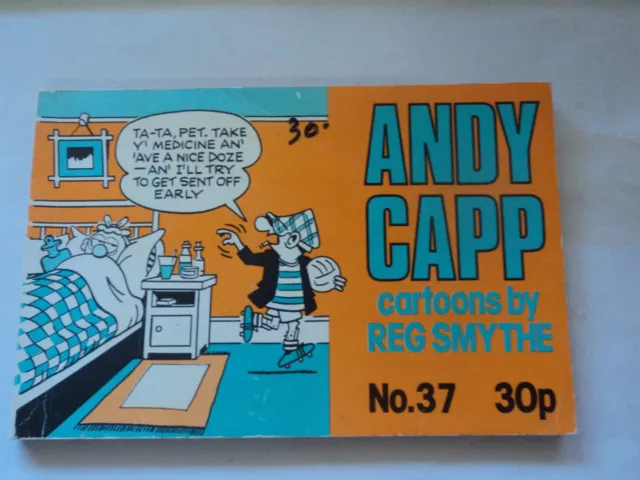 TA-TA, PET. TAKE
Y' MEDICINE AN'
'AVE A NICE DOZE
—AN' I'LL TRY
TO GET SENT OFF
EARLY
30.
ANDY
CAPP
cartoons by
REG SMYTHE
No.37 30p